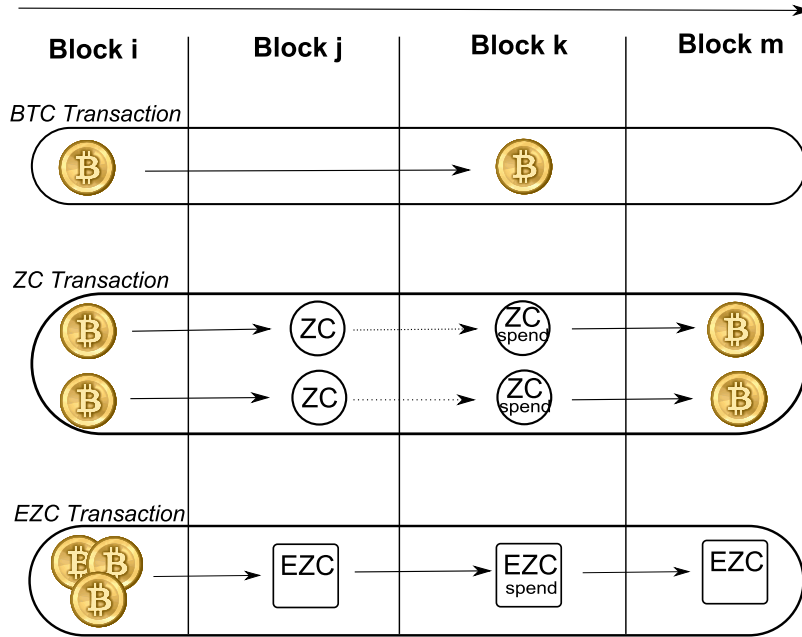 Block i
Block j
Block k
Block m
BTC Transaction
ZC Transaction
ZC
ZC
spend
ZC
ZC
spend
EZC Transaction
EZC
EZC
spend
EZC